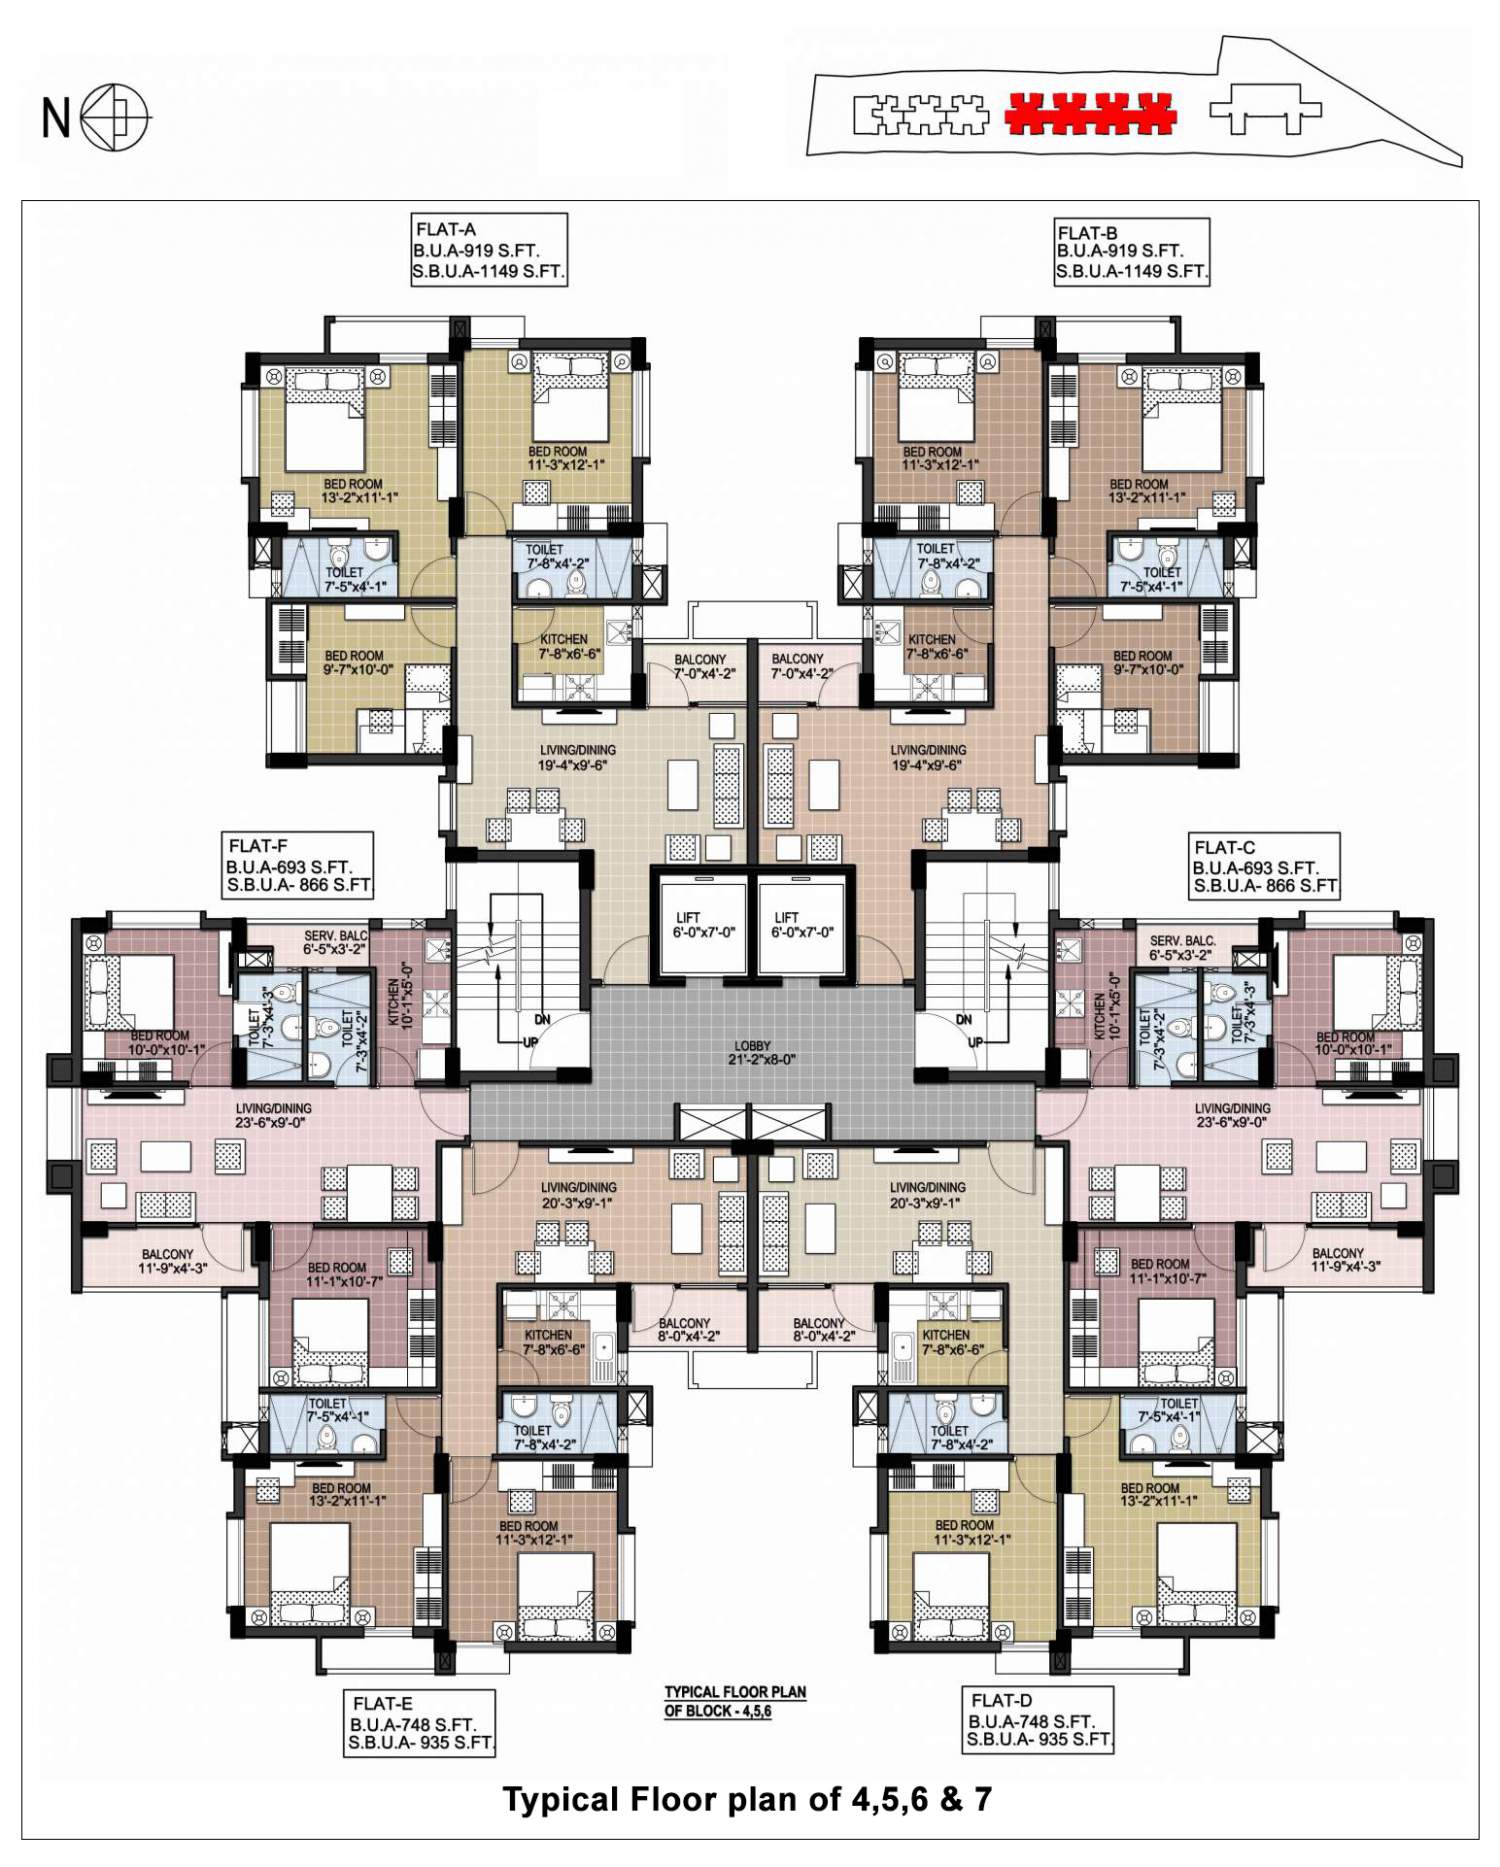 N
FLAT-A
B.U.A-919 S.FT.
S.B.U.A-1149 S.FT.
FLAT-B
B.U.A-919 S.FT.
S.B.U.A-1149 S.FT.
BED ROOM
13'-2"x11'-1"
BED ROOM
11'-3"x12'-1"
TOILET
7'-5"x4'-1"
TOILET
7'-8"x4'-2"
BED ROOM
9'-7"x10'-0"
KITCHEN
7'-8"x6'-6"
BALCONY
7'-0"x4'-2"
LIVING/DINING
19'-4"x9'-6"
BED ROOM
11'-3"x12'-1"
BED ROOM
13'-2"x11'-1"
TOILET
7'-8"x4'-2"
TOILET
7'-5"x4'-1"
KITCHEN
7'-8"x6'-6"
BED ROOM
9'-7"x10'-0"
BALCONY
7'-0"x4'-2"
LIVING/DINING
19'-4"x9'-6"
FLAT-F
B.U.A-693 S.FT.
S.B.U.A- 866 S.FT.
FLAT-C
B.U.A-693 S.FT.
S.B.U.A- 866 S.FT.
LIFT
6'-0"x7'-0"
LIFT
6'-0"x7'-0"
SERV. BALC.
6'-5"x3'-2"
BED ROOM
10'-0"x10'-1"
TOILET
7'-3"x4'-3"
TOILET
7'-3"x4'-2"
KITCHEN
10'-1"x5'-0"
DN
UP
LOBBY
21'-2"x8-0"
DN
UP
SERV. BALC.
6'-5"x3'-2"
KITCHEN
10'-1"x5'-0"
TOILET
7'-3"x4'-2"
TOILET
7'-3"x4'-3"
BED ROOM
10'-0"x10'-1"
LIVING/DINING
23'-6"x9'-0"
LIVING/DINING
23'-6"x9'-0"
LIVING/DINING
20'-3"x9'-1"
LIVING/DINING
20'-3"x9'-1"
BALCONY
11'-9"x4'-3"
BED ROOM
11'-1"x10'-7"
BED ROOM
11'-1"x10'-7"
BALCONY
11'-9"x4'-3"
KITCHEN
7'-8"x6'-6"
BALCONY
8'-0"x4'-2"
BALCONY
8'-0"x4'-2"
KITCHEN
7'-8"x6'-6"
TOILET
7'-5"x4'-1"
TOILET
7'-8"x4'-2"
TOILET
7'-8"x4'-2"
TOILET
7'-5"x4'-1"
BED ROOM
13'-2"x11'-1"
BED ROOM
11'-3"x12'-1"
BED ROOM
11'-3"x12'-1"
BED ROOM
13'-2"x11'-1"
FLAT-E
B.U.A-748 S.FT.
S.B.U.A- 935 S.FT.
TYPICAL FLOOR PLAN
OF BLOCK - 4,5,6
FLAT-D
B.U.A-748 S.FT.
S.B.U.A- 935 S.FT.
Typical Floor plan of 4,5,6 & 7